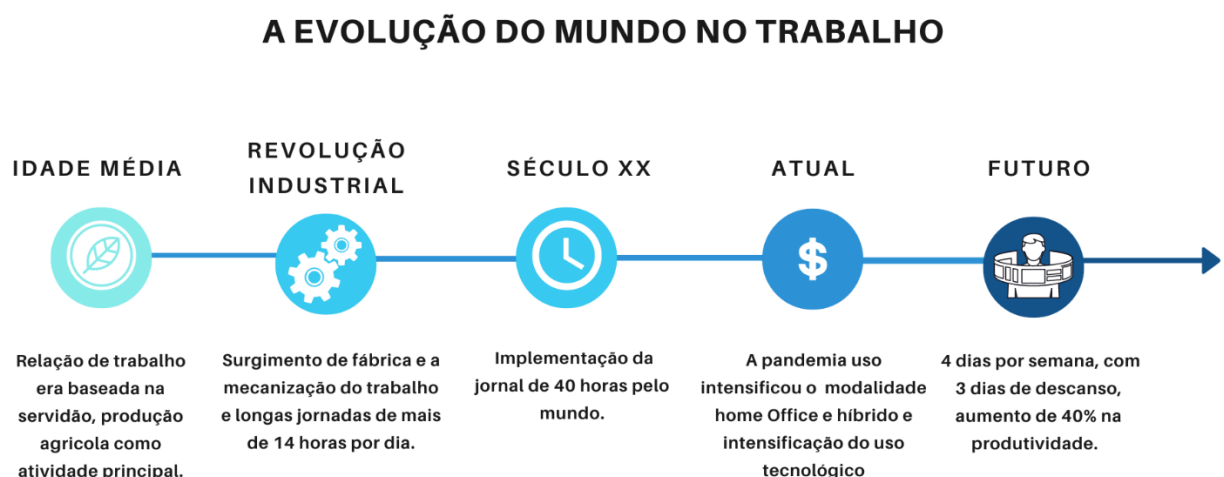 A EVOLUÇÃO DO MUNDO NO TRABALHO
IDADE MÉDIA
Relação de trabalho
era baseada na
servidão, produção
agricola como
atividade principal.
REVOLUÇÃO
INDUSTRIAL
Surgimento de fábrica e a
mecanização do trabalho
e longas jornadas de mais
de 14 horas por dia.
SÉCULO XX
Implementação da
jornal de 40 horas pelo
mundo.
ATUAL
$
A pandemia uso
intensificou o modalidade
home Office e híbrido e
intensificação do uso
tecnológico
FUTURO
4 dias por semana, com
3 dias de descanso,
aumento de 40% na
produtividade.